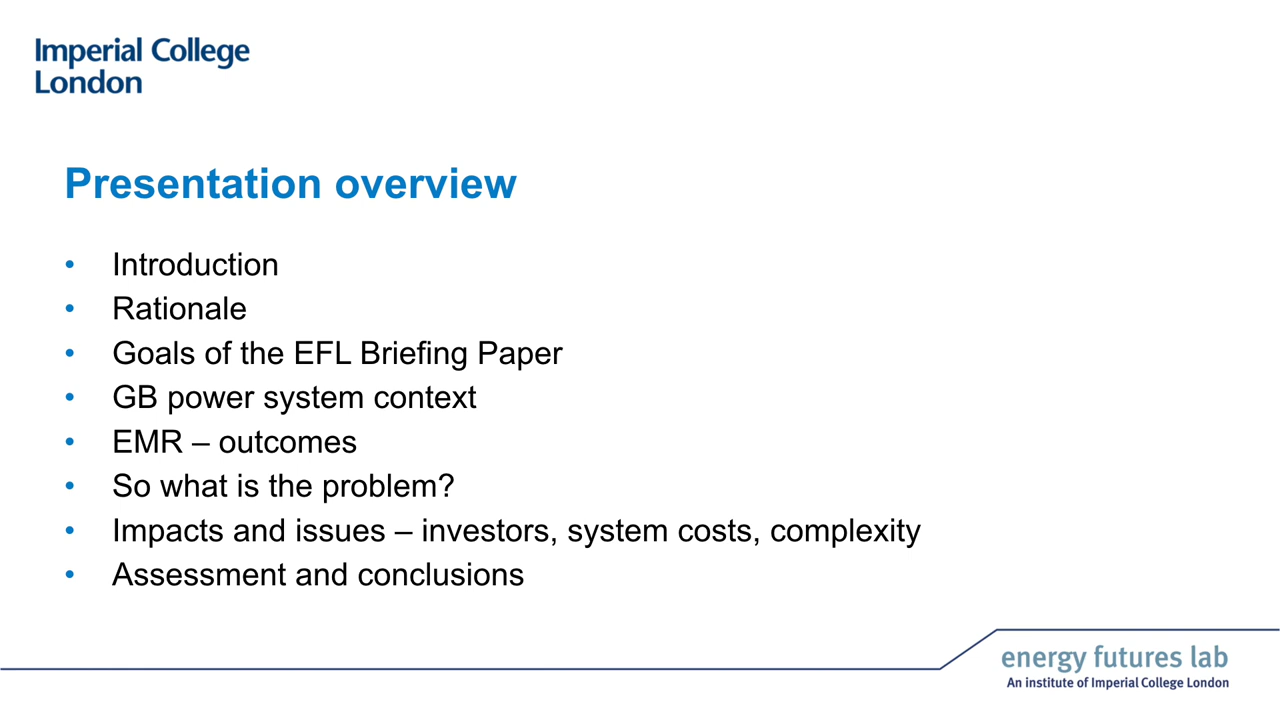 Imperial College
London
Presentation overview
• Introduction
• Rationale
• Goals of the EFL Briefing Paper
• GB power system context
• EMR – outcomes
• So what is the problem?
• Impacts and issues – investors, system costs, complexity
• Assessment and conclusions
energy futures lab
An institute of Imperial College London